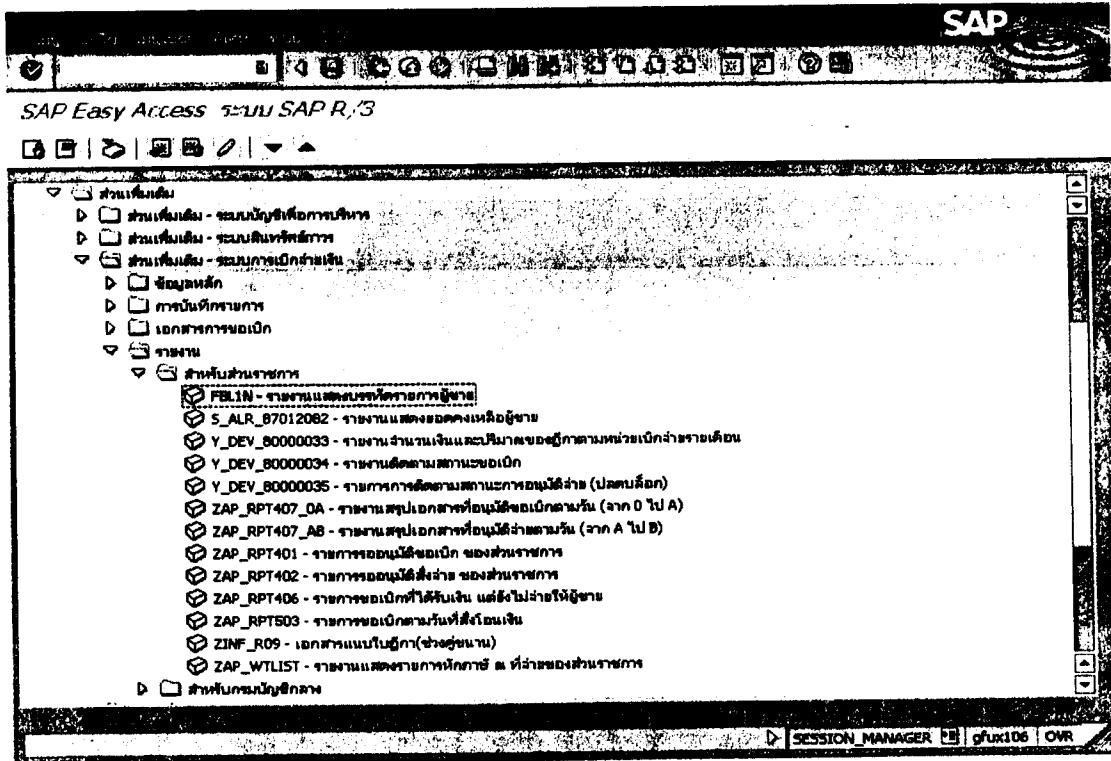 SAP
SAP Easy Access ระบบ SAP R/3
ส่วนเพิ่มเติม
ส่วนเพิ่มเติม - ระบบบัญชีเพื่อการบริหาร
ส่วนเพิ่มเติม - ระบบสินทรัพย์ถาวร
ส่วนเพิ่มเติม - ระบบการเบิกจ่ายเงิน
ข้อมูลหลัก
การบันทึกรายการ
เอกสารการขอเบิก
รายงาน
สำหรับส่วนราชการ
FBL1N - รายงานแสดงบรรทัดรายการผู้ขาย
S_ALR_87012082 - รายงานแสดงยอดคงเหลือผู้ขาย
Y_DEV_80000033 - รายงานจำนวนเงินและปริมาณของฎีกาตามหน่วยเบิกจ่ายรายเดือน
Y_DEV_80000034 - รายงานติดตามสถานะขอเบิก
Y_DEV_80000035 - รายการการติดตามสถานะการอนุมัติจ่าย (ปลดบล็อก)
ZAP_RPT407_0A - รายงานสรุปเอกสารที่อนุมัติขอเบิกตามวัน (จาก 0 ไป A)
ZAP_RPT407_AB - รายงานสรุปเอกสารที่อนุมัติจ่ายตามวัน (จาก A ไป B)
ZAP_RPT401 - รายการรออนุมัติขอเบิก ของส่วนราชการ
ZAP_RPT402 - รายการรออนุมัติสั่งจ่าย ของส่วนราชการ
ZAP_RPT406 - รายการขอเบิกที่ได้รับเงิน แต่ยังไม่จ่ายให้ผู้ขาย
ZAP_RPT503 - รายการขอเบิกตามวันที่สั่งโอนเงิน
ZINF_R09 - เอกสารแนบใบฎีกา(ช่วงคู่ขนาน)
ZAP_WTLIST - รายงานแสดงรายการหักภาษี ณ ที่จ่ายของส่วนราชการ
สำหรับกรมบัญชีกลาง
SESSION_MANAGER gfux106 OVR